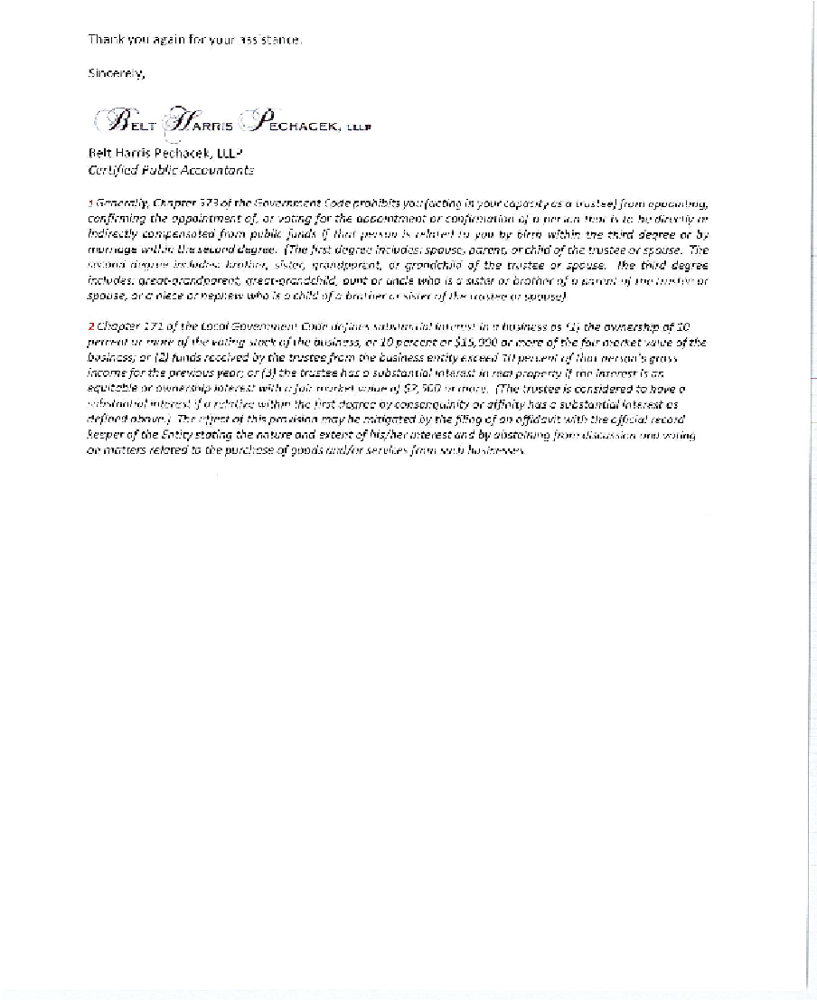 Thank you again for your assistance.
Sincerely,
BELT HARRIS PECHACEK, LLLP
Belt Harris Pechacek, LLLP
Certified Public Accountants
1 Generally, Chapter 573 of the Government Code prohibits you (acting in your capacity as a trustee) from appointing,
confirming the appointment of, or voting for the appointment or confirmation of a person that is to be directly or
indirectly compensated from public funds if that person is related to you by birth within the third degree or by
marriage within the second degree. (The first degree includes: spouse, parent, or child of the trustee or spouse. The
second degree includes: brother, sister, grandparent, or grandchild of the trustee or spouse. The third degree
includes: great-grandparent, great-grandchild, aunt or uncle who is a sister or brother of a parent of the trustee or
spouse, or a niece or nephew who is a child of a brother or sister of the trustee or spouse)
2 Chapter 171 of the Local Government Code defines substantial interest in a business as (1) the ownership of 10
percent or more of the voting stock of the business, or 10 percent or $15,000 or more of the fair market value of the
business; or (2) funds received by the trustee from the business entity exceed 10 percent of that person's gross
income for the previous year; or (3) the trustee has a substantial interest in real property if the interest is an
equitable or ownership interest with a fair market value of $2,500 or more. (The trustee is considered to have a
substantial interest if a relative within the first degree by consanguinity or affinity has a substantial interest as
defined above.) The effect of this provision may be mitigated by the filing of an affidavit with the official record
keeper of the Entity stating the nature and extent of his/her interest and by abstaining from discussion and voting
on matters related to the purchase of goods and/or services from such businesses.